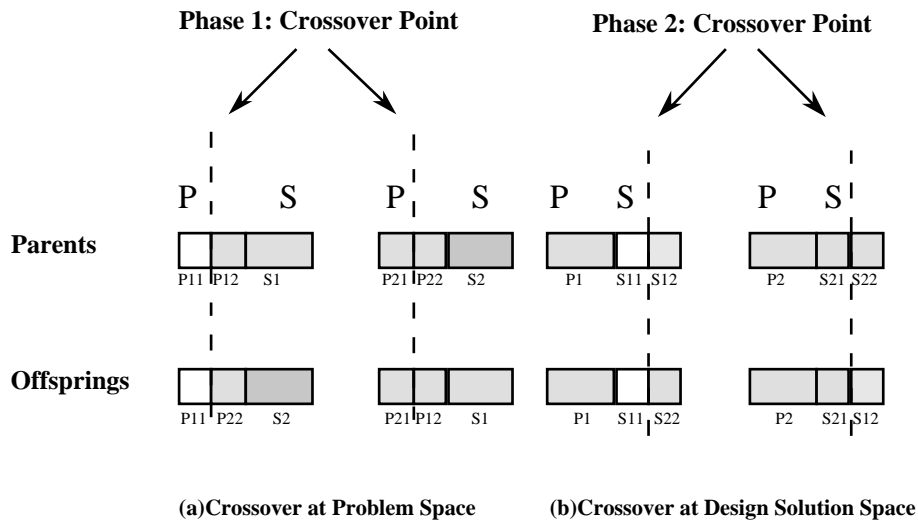 Phase 1: Crossover Point
Phase 2: Crossover Point
P S P S P S P S
Parents
P11 P12 S1 P21 P22 S2 P1 S11 S12 P2 S21 S22
Offsprings
P11 P22 S2 P21 P12 S1 P1 S11 S22 P2 S21 S12
(a)Crossover at Problem Space
(b)Crossover at Design Solution Space